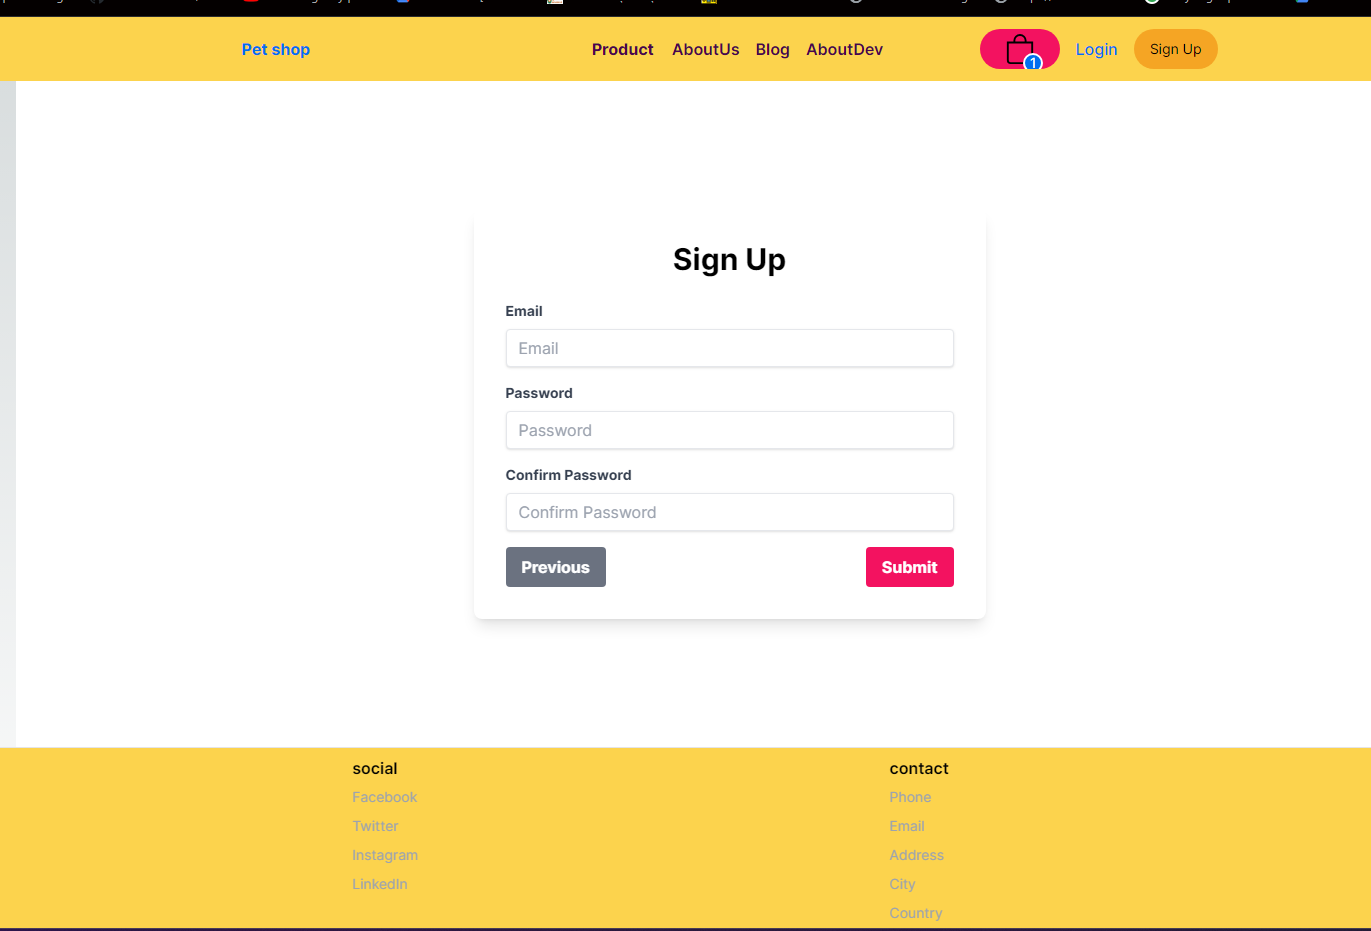 Pet shop
Product AboutUs Blog AboutDev
1
Login
Sign Up
Sign Up
Email
Email
Password
Password
Confirm Password
Confirm Password
Previous
Submit
social
Facebook
Twitter
Instagram
LinkedIn
contact
Phone
Email
Address
City
Country